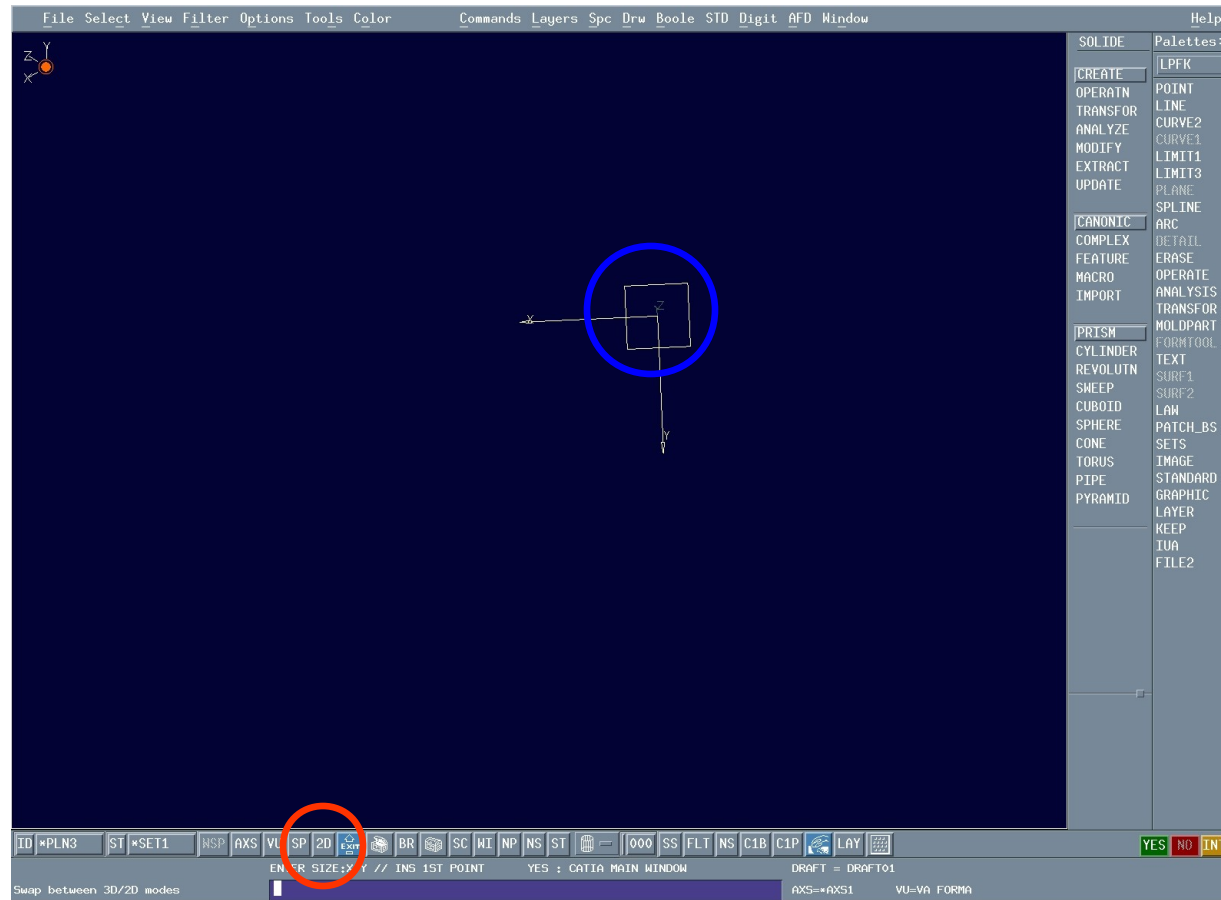 File Select View Filter Options Tools Color Commands Layers Spc Drw Boole STD Digit AFD Window Help
SOLIDE
CREATE
OPERATN
TRANSFOR
ANALYZE
MODIFY
EXTRACT
UPDATE
CANONIC
COMPLEX
FEATURE
MACRO
IMPORT
PRISM
CYLINDER
REVOLUTN
SWEEP
CUBOID
SPHERE
CONE
TORUS
PIPE
PYRAMID
Palettes:
LPFK
POINT
LINE
CURVE2
CURVE1
LIMIT1
LIMIT3
PLANE
SPLINE
ARC
DETAIL
ERASE
OPERATE
ANALYSIS
TRANSFOR
MOLDPART
FORMTOOL
TEXT
SURF1
SURF2
LAW
PATCH_BS
SETS
IMAGE
STANDARD
GRAPHIC
LAYER
KEEP
IUA
FILE2
Y
Z
X
Z
X
Y
ID *PLN3 ST *SET1 WSP AXS VU SP 2D EXIT BR SC WI NP NS ST 000 SS FLT NS C1B C1P LAY YES NO INT
ENTER SIZE:X,Y // INS 1ST POINT YES : CATIA MAIN WINDOW DRAFT = DRAFT01
Swap between 3D/2D modes AXS=*AXS1 VU=VA FORMA